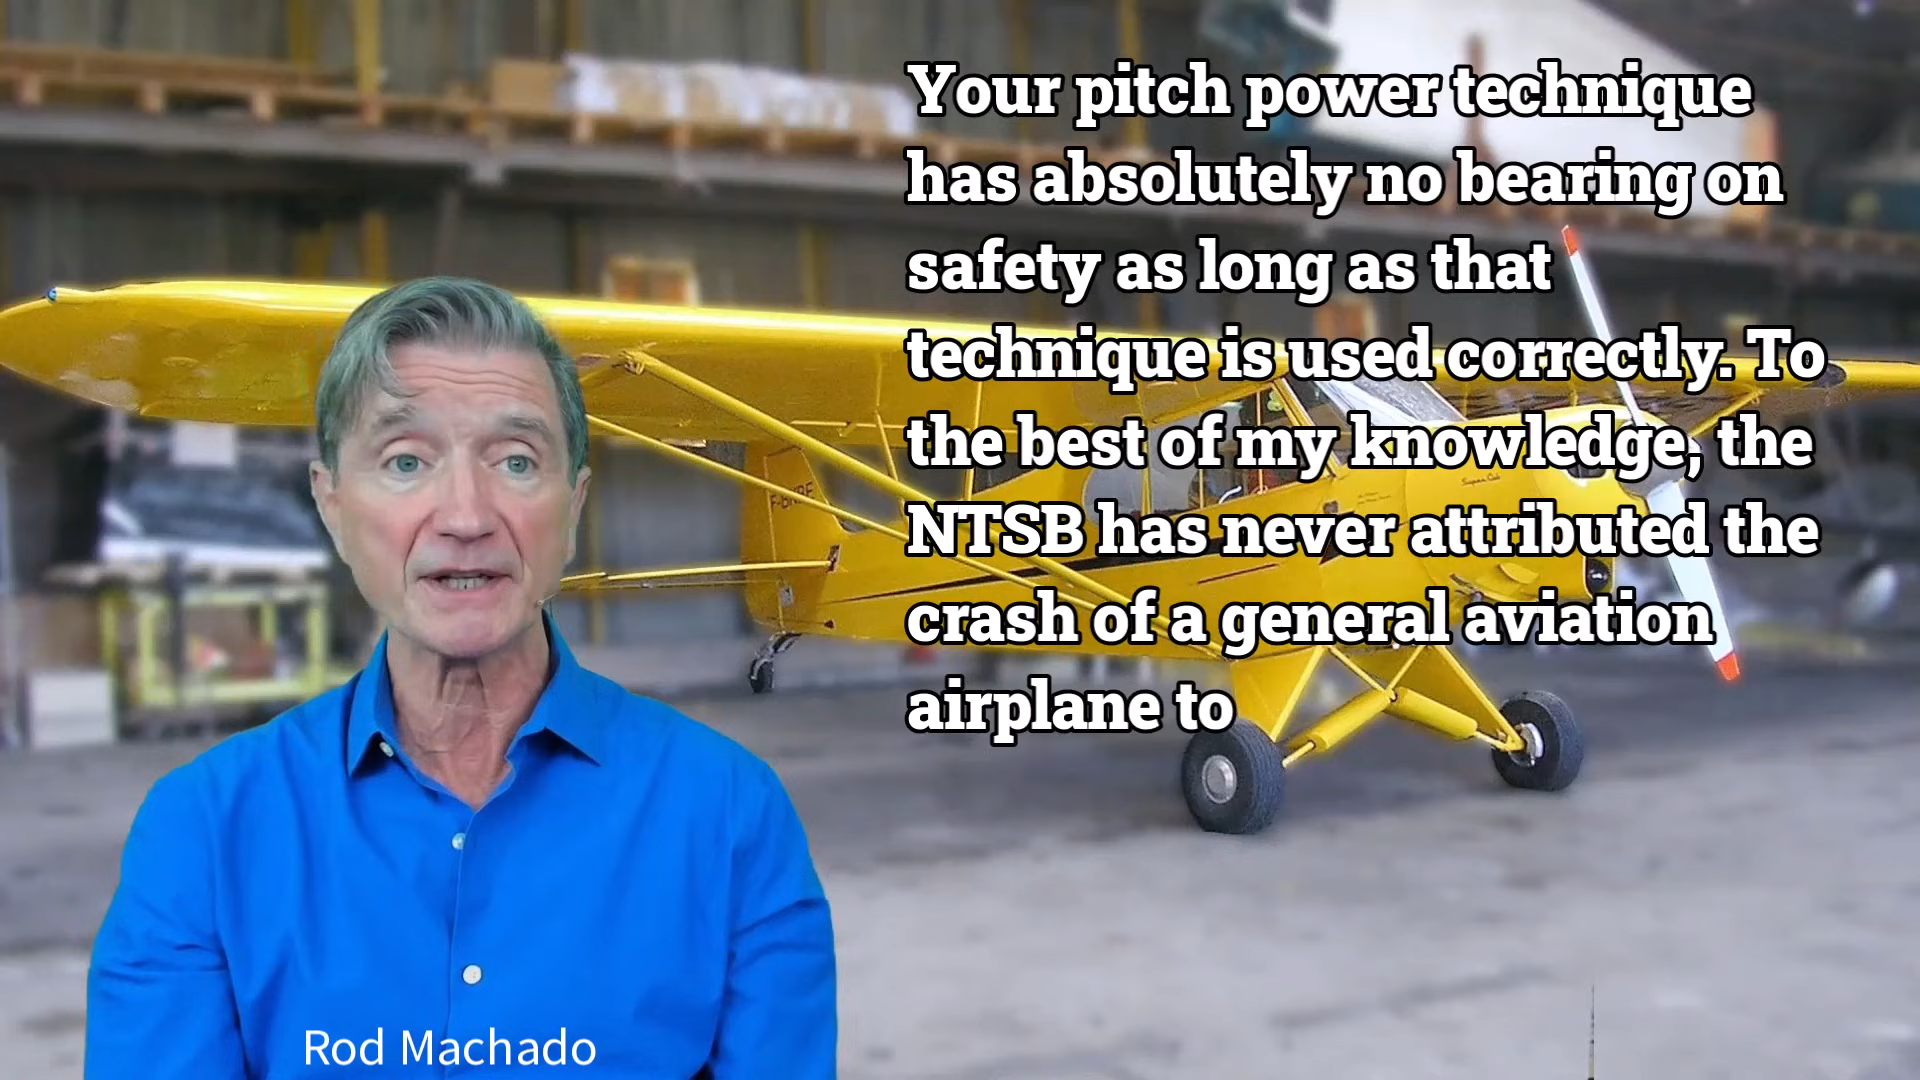 Your pitch power technique
has absolutely no bearing on
safety as long as that
technique is used correctly. To
the best of my knowledge, the
NTSB has never attributed the
crash of a general aviation
airplane to
Super Cub
Rod Machado